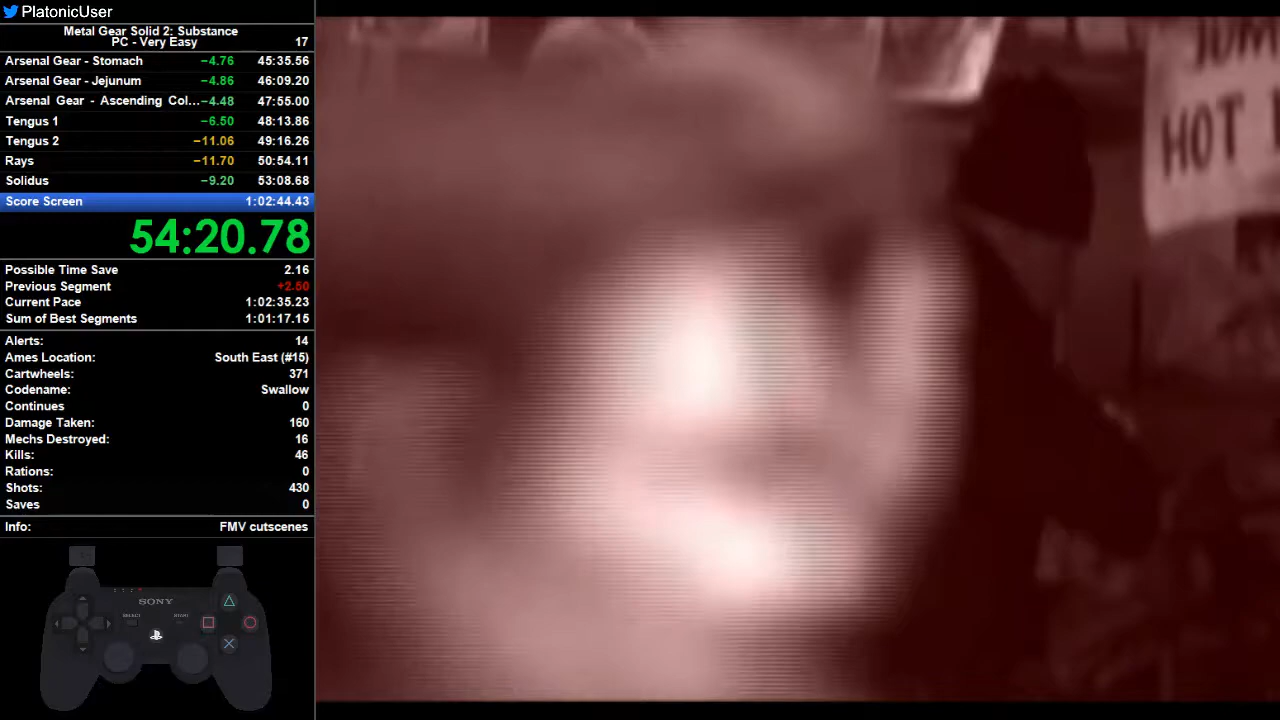 PlatonicUser
Metal Gear Solid 2: Substance
PC - Very Easy 17
Arsenal Gear - Stomach −4.76 45:35.56
Arsenal Gear - Jejunum −4.86 46:09.20
Arsenal Gear - Ascending Col... −4.48 47:55.00
Tengus 1 −6.50 48:13.86
Tengus 2 −11.06 49:16.26
Rays −11.70 50:54.11
Solidus −9.20 53:08.68
Score Screen 1:02:44.43
54:20.78
Possible Time Save 2.16
Previous Segment +2.50
Current Pace 1:02:35.23
Sum of Best Segments 1:01:17.15
Alerts: 14
Ames Location: South East (#15)
Cartwheels: 371
Codename: Swallow
Continues 0
Damage Taken: 160
Mechs Destroyed: 16
Kills: 46
Rations: 0
Shots: 430
Saves 0
Info: FMV cutscenes
SONY
SELECT START
HOT